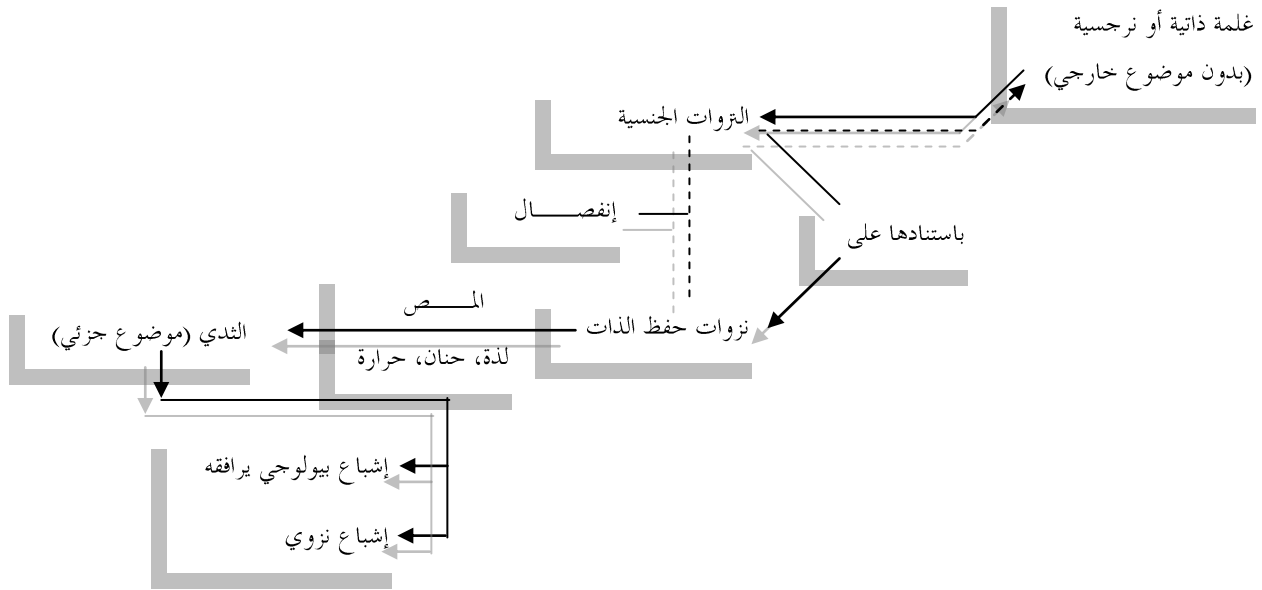 غلمة ذاتية أو نرجسية
(بدون موضوع خارجي)
النزوات الجنسية
إنفصـــــال
باستنادها على
المــــص
نزوات حفظ الذات
الثدي (موضوع جزئي)
لذة، حنان، حرارة
إشباع بيولوجي يرافقه
إشباع نزوي